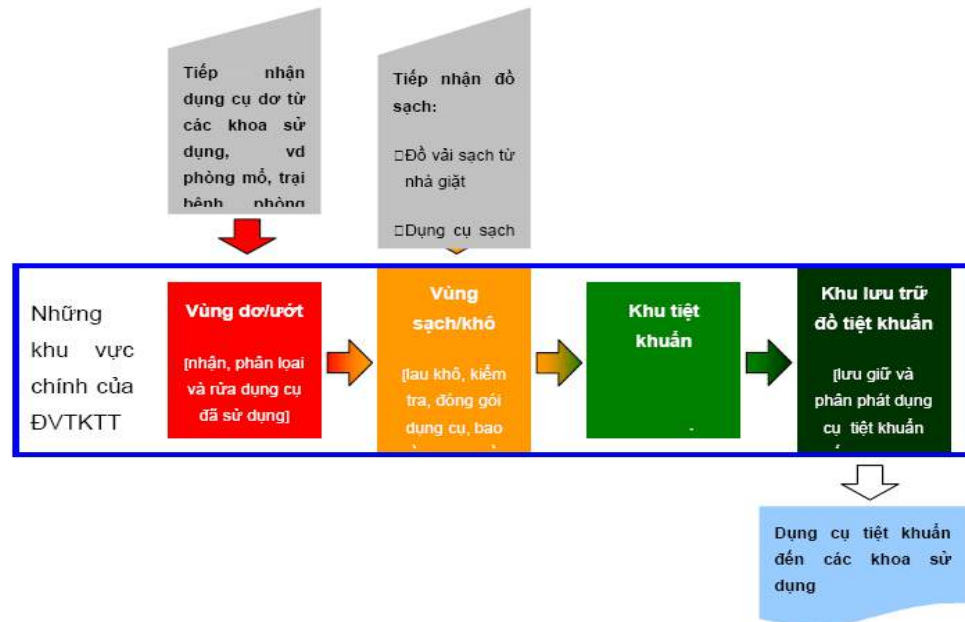 Tiếp nhận
dụng cụ dơ từ
các khoa sử
dụng, vd
phòng mổ, trại
bệnh phòng
Tiếp nhận đồ
sạch:
□Đồ vải sạch từ
nhà giặt
□Dụng cụ sạch
Những
khu vực
chính của
ĐVTKTT
Vùng dơ/ướt
[nhận, phân lọai
và rửa dụng cụ
đã sử dụng]
Vùng
sạch/khô
[lau khô, kiểm
tra, đóng gói
dụng cụ, bao
Khu tiệt
khuẩn
Khu lưu trữ
đồ tiệt khuẩn
[lưu giữ và
phân phát dụng
cụ tiệt khuẩn
Dụng cụ tiệt khuẩn
đến các khoa sử
dụng